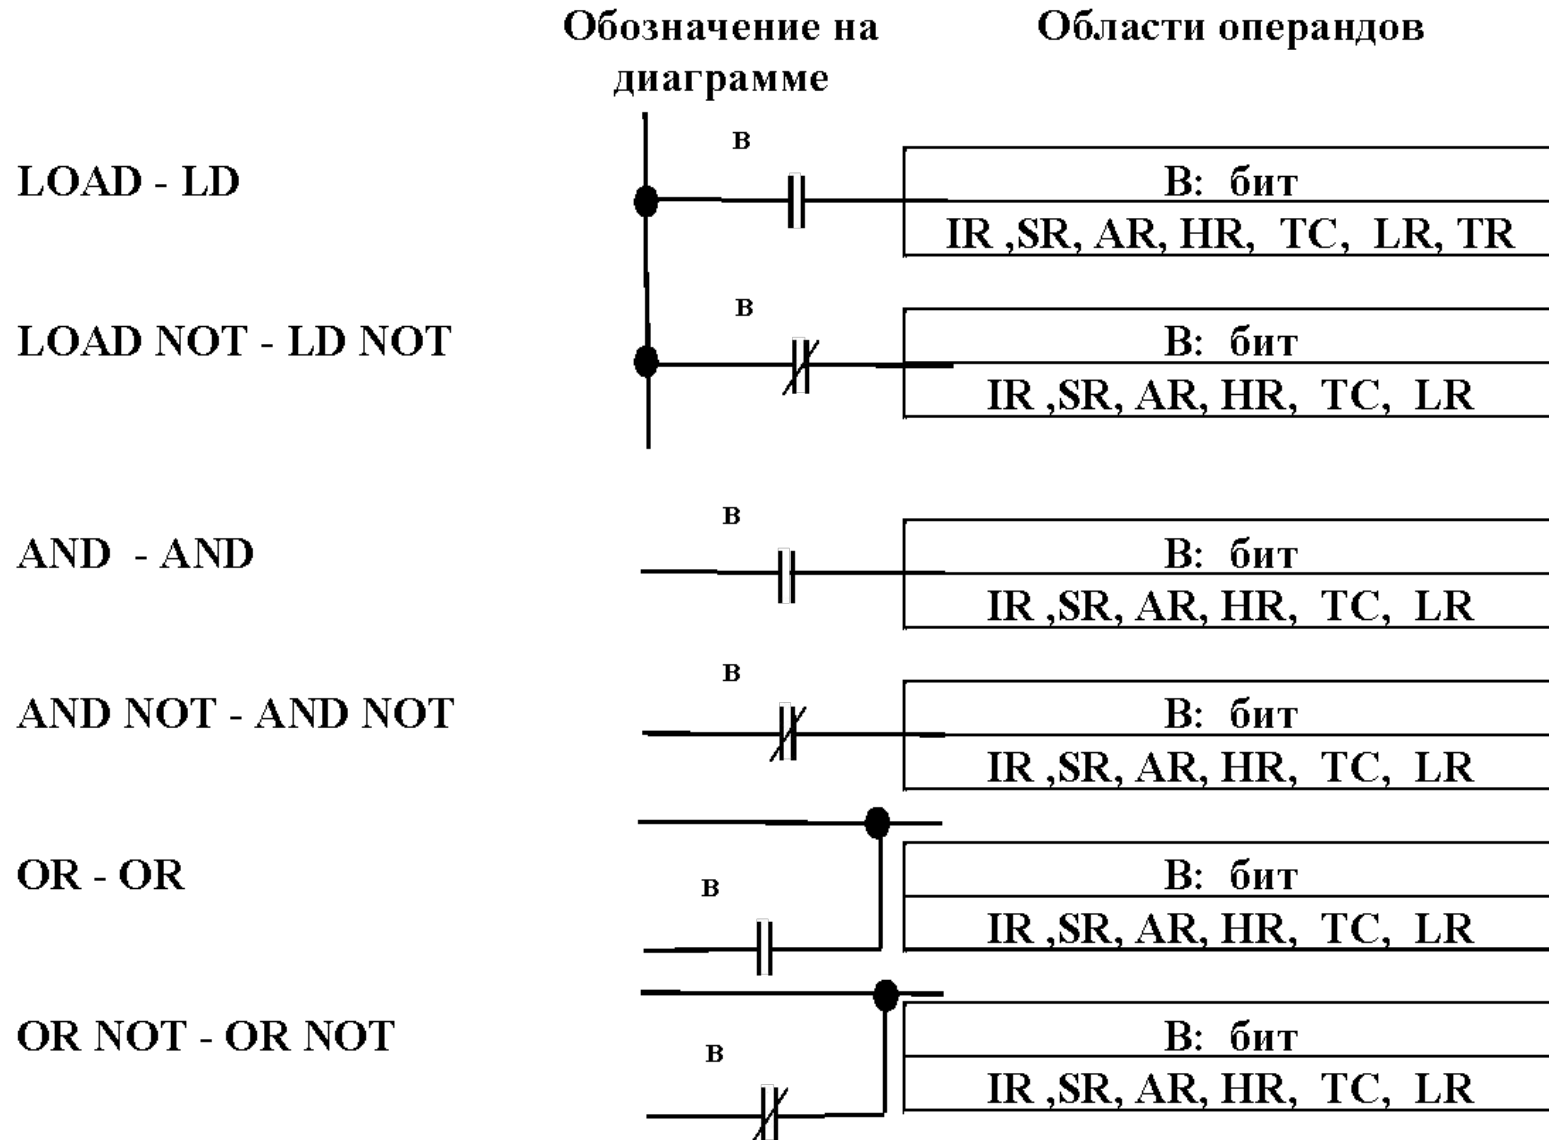 Обозначение на
диаграмме
Области операндов
LOAD - LD
в
В: бит
IR ,SR, AR, HR, TC, LR, TR
LOAD NOT - LD NOT
в
В: бит
IR ,SR, AR, HR, TC, LR
AND - AND
в
В: бит
IR ,SR, AR, HR, TC, LR
AND NOT - AND NOT
в
В: бит
IR ,SR, AR, HR, TC, LR
OR - OR
в
В: бит
IR ,SR, AR, HR, TC, LR
OR NOT - OR NOT
в
В: бит
IR ,SR, AR, HR, TC, LR